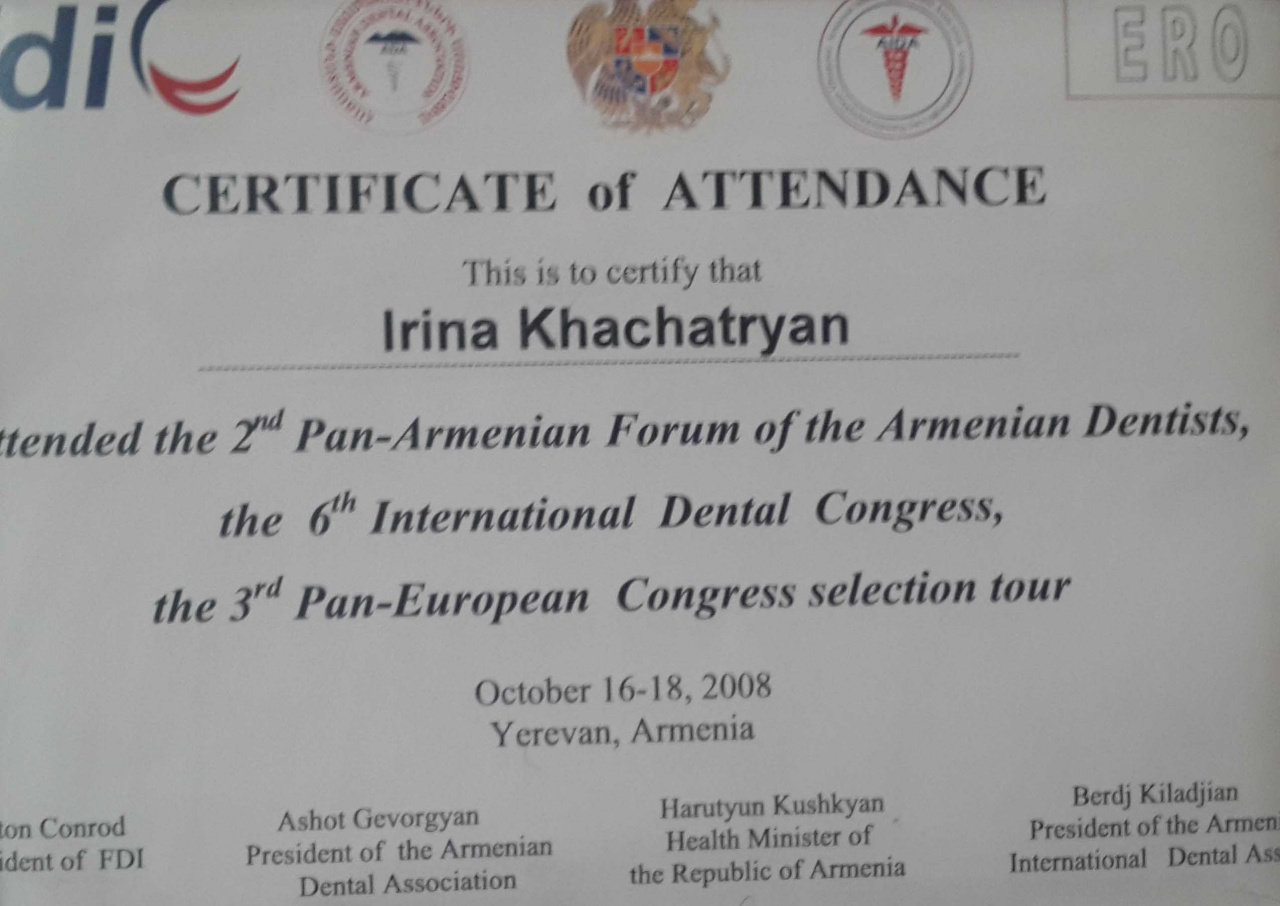 di
AIDA
ERO
CERTIFICATE of ATTENDANCE
This is to certify that
Irina Khachatryan
ttended the 2nd Pan-Armenian Forum of the Armenian Dentists,
the 6th International Dental Congress,
the 3rd Pan-European Congress selection tour
October 16-18, 2008
Yerevan, Armenia
ton Conrod
ident of FDI
Ashot Gevorgyan
President of the Armenian
Dental Association
Harutyun Kushkyan
Health Minister of
the Republic of Armenia
Berdj Kiladjian
President of the Armeni
International Dental Ass